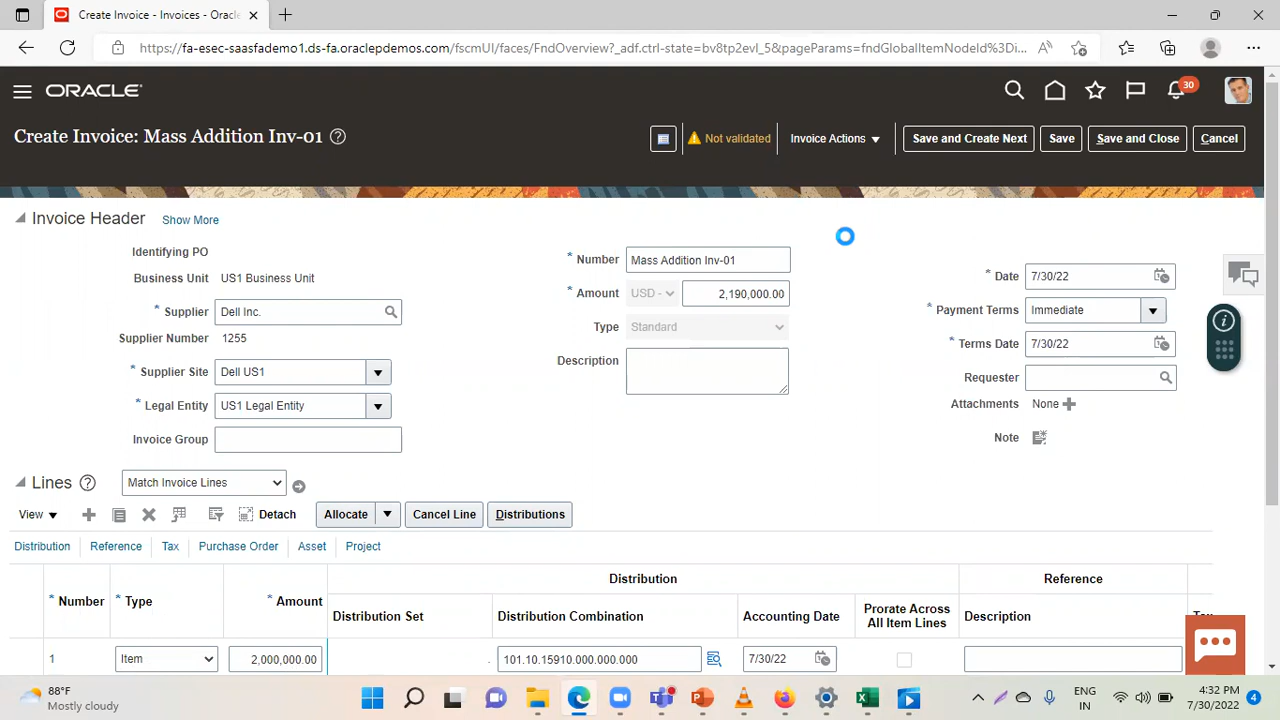 Create Invoice - Invoices - Oracle
https://fa-esec-saasfademo1.ds-fa.oraclepdemos.com/fscmUI/faces/FndOverview?_adf.ctrl-state=bv8tp2evl_5&pageParams=fndGlobalItemNodeId%3Di...
ORACLE
30
Create Invoice: Mass Addition Inv-01
Not validated
Invoice Actions
Save and Create Next
Save
Save and Close
Cancel
Invoice Header
Show More
Identifying PO
Business Unit US1 Business Unit
* Supplier Dell Inc.
Supplier Number 1255
* Supplier Site Dell US1
* Legal Entity US1 Legal Entity
Invoice Group
* Number Mass Addition Inv-01
* Amount USD - 2,190,000.00
Type Standard
Description
* Date 7/30/22
* Payment Terms Immediate
* Terms Date 7/30/22
Requester
Attachments None
Note
Lines Match Invoice Lines
View Detach Allocate Cancel Line Distributions
Distribution Reference Tax Purchase Order Asset Project
Distribution Reference
* Number * Type * Amount Distribution Set Distribution Combination Accounting Date Prorate Across All Item Lines Description
1 Item 2,000,000.00 101.10.15910.000.000.000 7/30/22
88°F
Mostly cloudy
ENG
IN
4:32 PM
7/30/2022
4